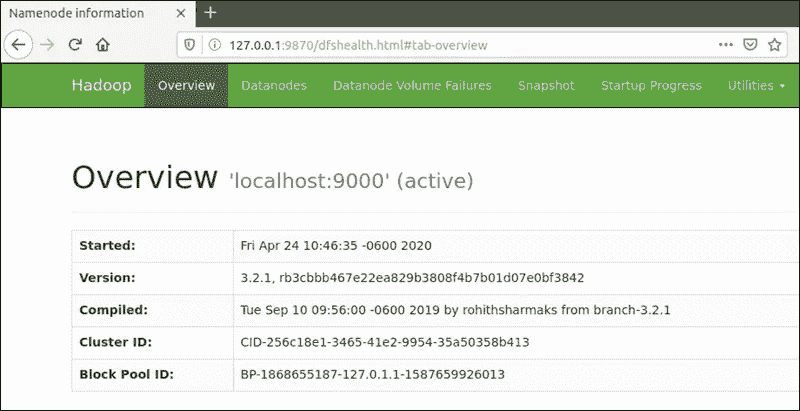 Namenode information
127.0.0.1:9870/dfshealth.html#tab-overview
Hadoop Overview Datanodes Datanode Volume Failures Snapshot Startup Progress Utilities
Overview 'localhost:9000' (active)
Started: Fri Apr 24 10:46:35 -0600 2020
Version: 3.2.1, rb3cbbb467e22ea829b3808f4b7b01d07e0bf3842
Compiled: Tue Sep 10 09:56:00 -0600 2019 by rohithsharmaks from branch-3.2.1
Cluster ID: CID-256c18e1-3465-41e2-9954-35a50358b413
Block Pool ID: BP-1868655187-127.0.1.1-1587659926013